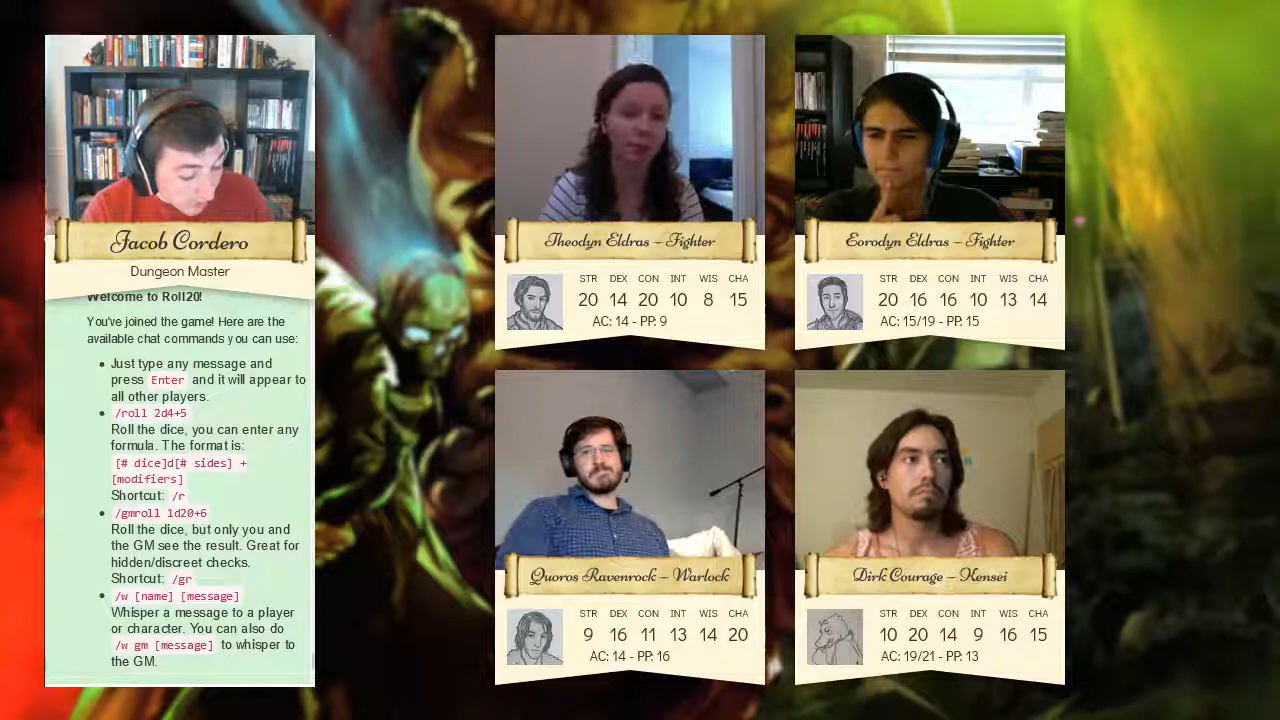 Jacob Cordero
Dungeon Master
Welcome to Roll20!
You've joined the game! Here are the
available chat commands you can use:
• Just type any message and
press Enter and it will appear to
all other players.
• /roll 2d4+5
Roll the dice, you can enter any
formula. The format is:
[# dice]d[# sides] +
[modifiers]
Shortcut: /r
• /gmroll 1d20+6
Roll the dice, but only you and
the GM see the result. Great for
hidden/discreet checks.
Shortcut: /gr
• /w [name] [message]
Whisper a message to a player
or character. You can also do
/w gm [message] to whisper to
the GM.
Theodyn Eldras – Fighter
STR DEX CON INT WIS CHA
20 14 20 10 8 15
AC: 14 - PP: 9
Eorodyn Eldras – Fighter
STR DEX CON INT WIS CHA
20 16 16 10 13 14
AC: 15/19 - PP: 15
Quoros Ravenrock – Warlock
STR DEX CON INT WIS CHA
9 16 11 13 14 20
AC: 14 - PP: 16
Dirk Courage – Kensei
STR DEX CON INT WIS CHA
10 20 14 9 16 15
AC: 19/21 - PP: 13